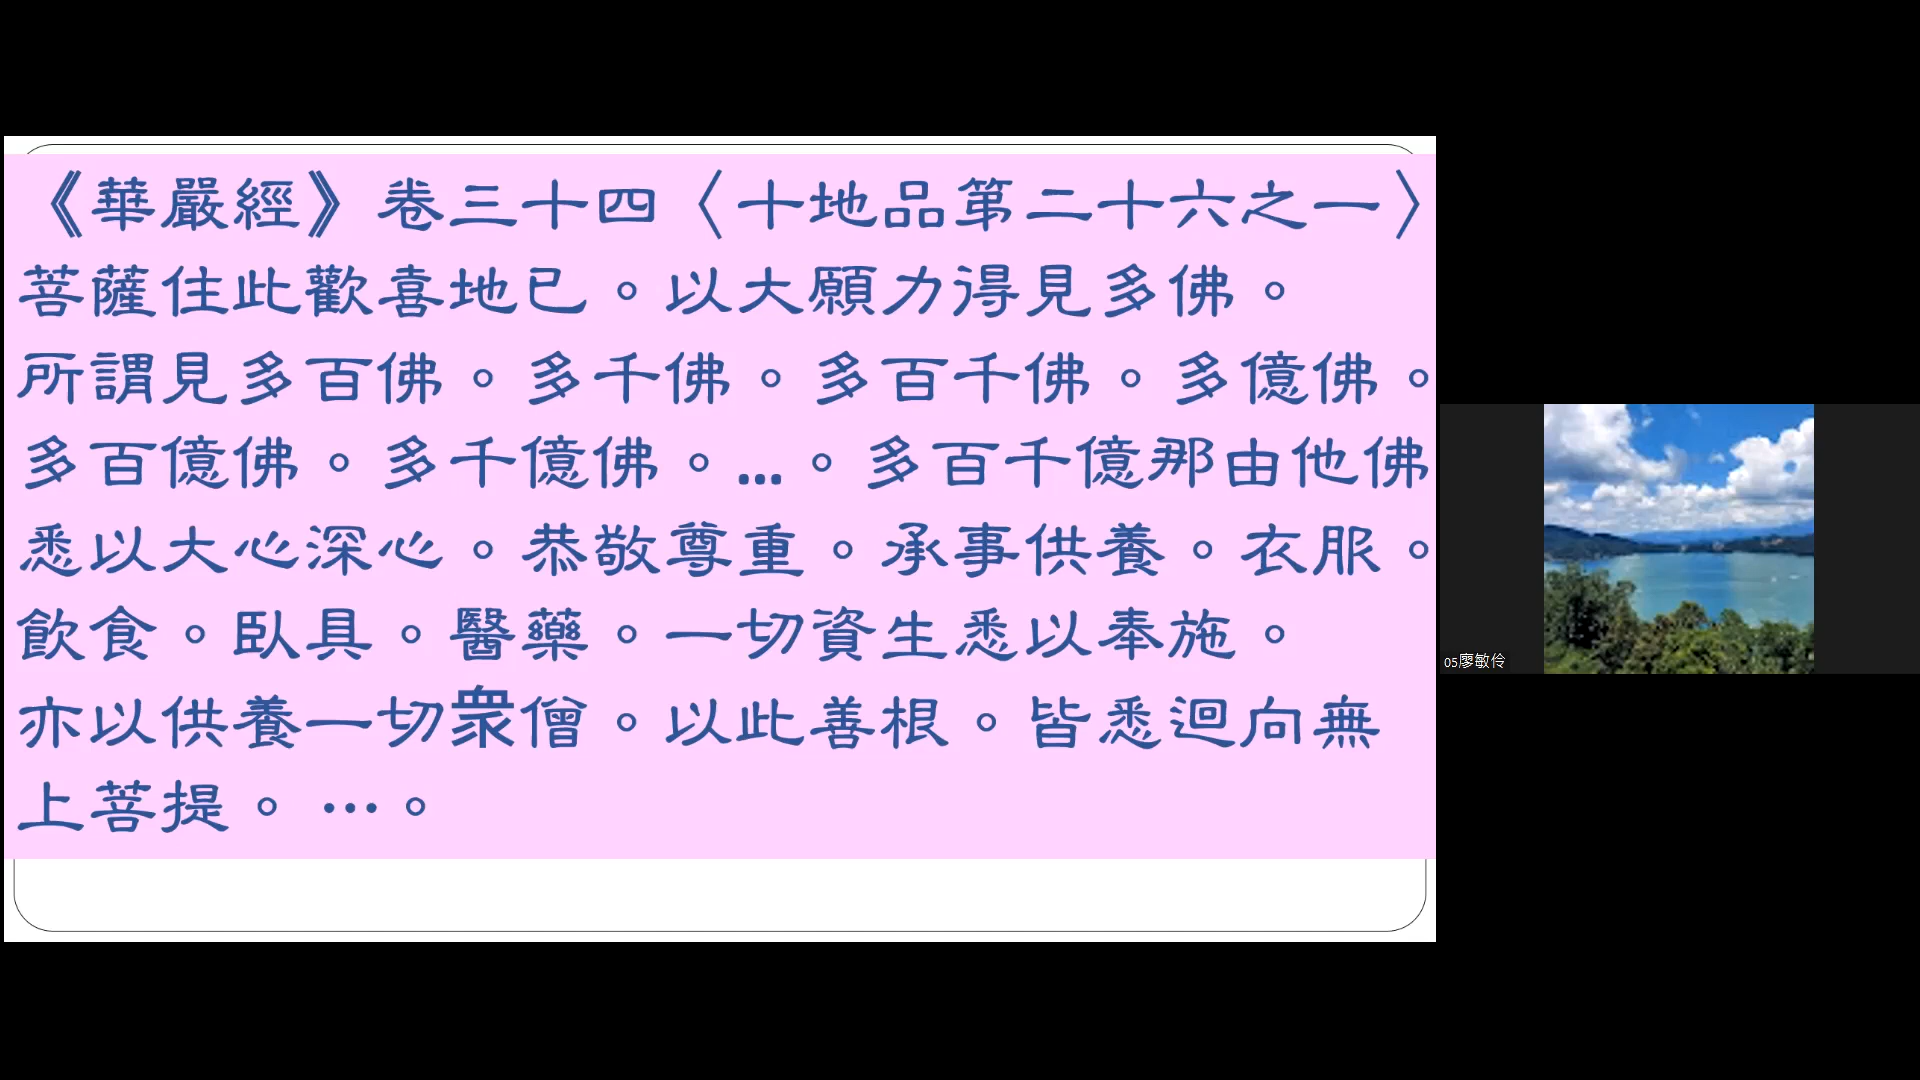 《華嚴經》卷三十四〈十地品第二十六之一〉
菩薩住此歡喜地已。以大願力得見多佛。
所謂見多百佛。多千佛。多百千佛。多億佛。
多百億佛。多千億佛。...。多百千億那由他佛
悉以大心深心。恭敬尊重。承事供養。衣服。
飲食。臥具。醫藥。一切資生悉以奉施。
亦以供養一切眾僧。以此善根。皆悉迴向無
上菩提。…。
05廖敏伶